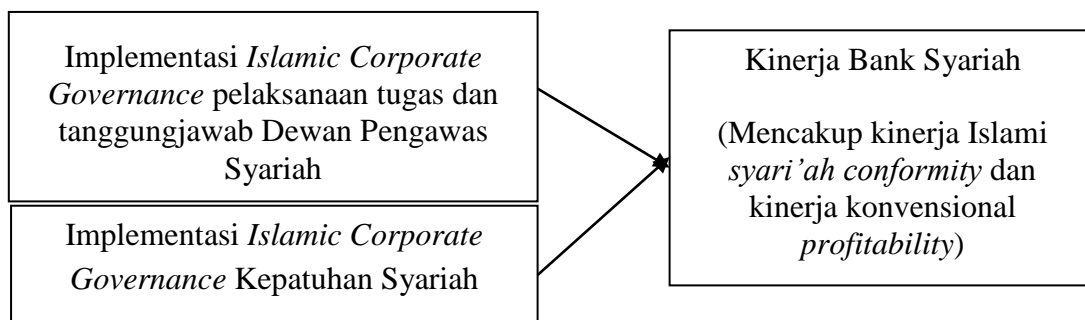 Implementasi Islamic Corporate
Governance pelaksanaan tugas dan
tanggungjawab Dewan Pengawas
Syariah
Implementasi Islamic Corporate
Governance Kepatuhan Syariah
Kinerja Bank Syariah
(Mencakup kinerja Islami
syari’ah conformity dan
kinerja konvensional
profitability)